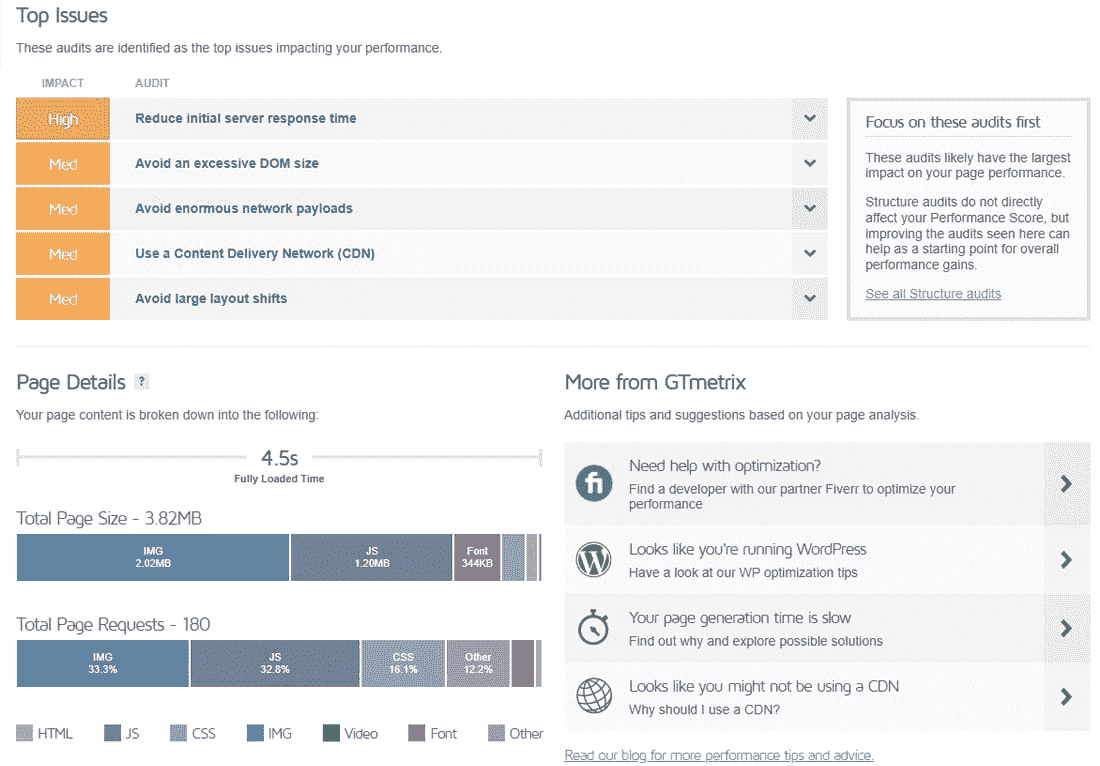 Top Issues
These audits are identified as the top issues impacting your performance.
IMPACT AUDIT
High Reduce initial server response time
Med Avoid an excessive DOM size
Med Avoid enormous network payloads
Med Use a Content Delivery Network (CDN)
Med Avoid large layout shifts
Focus on these audits first
These audits likely have the largest
impact on your page performance.
Structure audits do not directly
affect your Performance Score, but
improving the audits seen here can
help as a starting point for overall
performance gains.
See all Structure audits
Page Details ?
Your page content is broken down into the following:
4.5s
Fully Loaded Time
Total Page Size - 3.82MB
IMG JS Font
2.02MB 1.20MB 344KB
Total Page Requests - 180
IMG JS CSS Other
33.3% 32.8% 16.1% 12.2%
HTML JS CSS IMG Video Font Other
More from GTmetrix
Additional tips and suggestions based on your page analysis.
fi
Need help with optimization?
Find a developer with our partner Fiverr to optimize your
performance
W
Looks like you're running WordPress
Have a look at our WP optimization tips
Your page generation time is slow
Find out why and explore possible solutions
Looks like you might not be using a CDN
Why should I use a CDN?
Read our blog for more performance tips and advice.